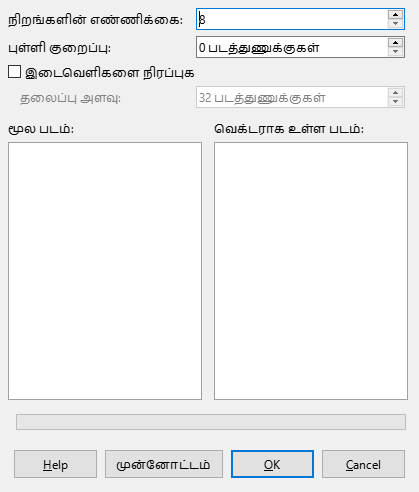 நிறங்களின் எண்ணிக்கை: 8
புள்ளி குறைப்பு: 0 படத்துணுக்குகள்
இடைவெளிகளை நிரப்புக
தலைப்பு அளவு: 32 படத்துணுக்குகள்
மூல படம்: வெக்டராக உள்ள படம்:
Help முன்னோட்டம் OK Cancel